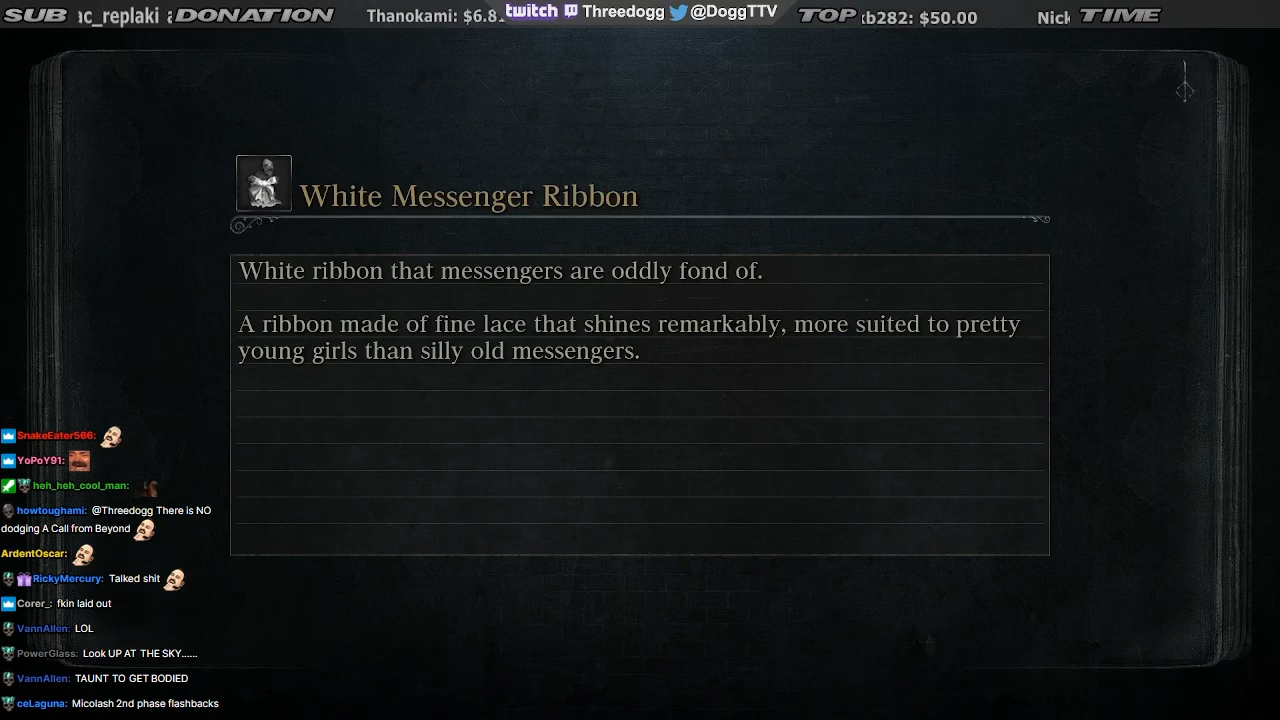 SUB ac_replaki DONATION Thanokami: $6.81 twitch Threedogg @DoggTTV TOP b282: $50.00 Nick TIME
White Messenger Ribbon
White ribbon that messengers are oddly fond of.
A ribbon made of fine lace that shines remarkably, more suited to pretty
young girls than silly old messengers.
SnakeEater566:
YoPoY91:
heh_heh_cool_man:
howtoughami: @Threedogg There is NO
dodging A Call from Beyond
ArdentOscar:
RickyMercury: Talked shit
Corer_: fkin laid out
VannAllen: LOL
PowerGlass: Look UP AT THE SKY......
VannAllen: TAUNT TO GET BODIED
ceLaguna: Micolash 2nd phase flashbacks